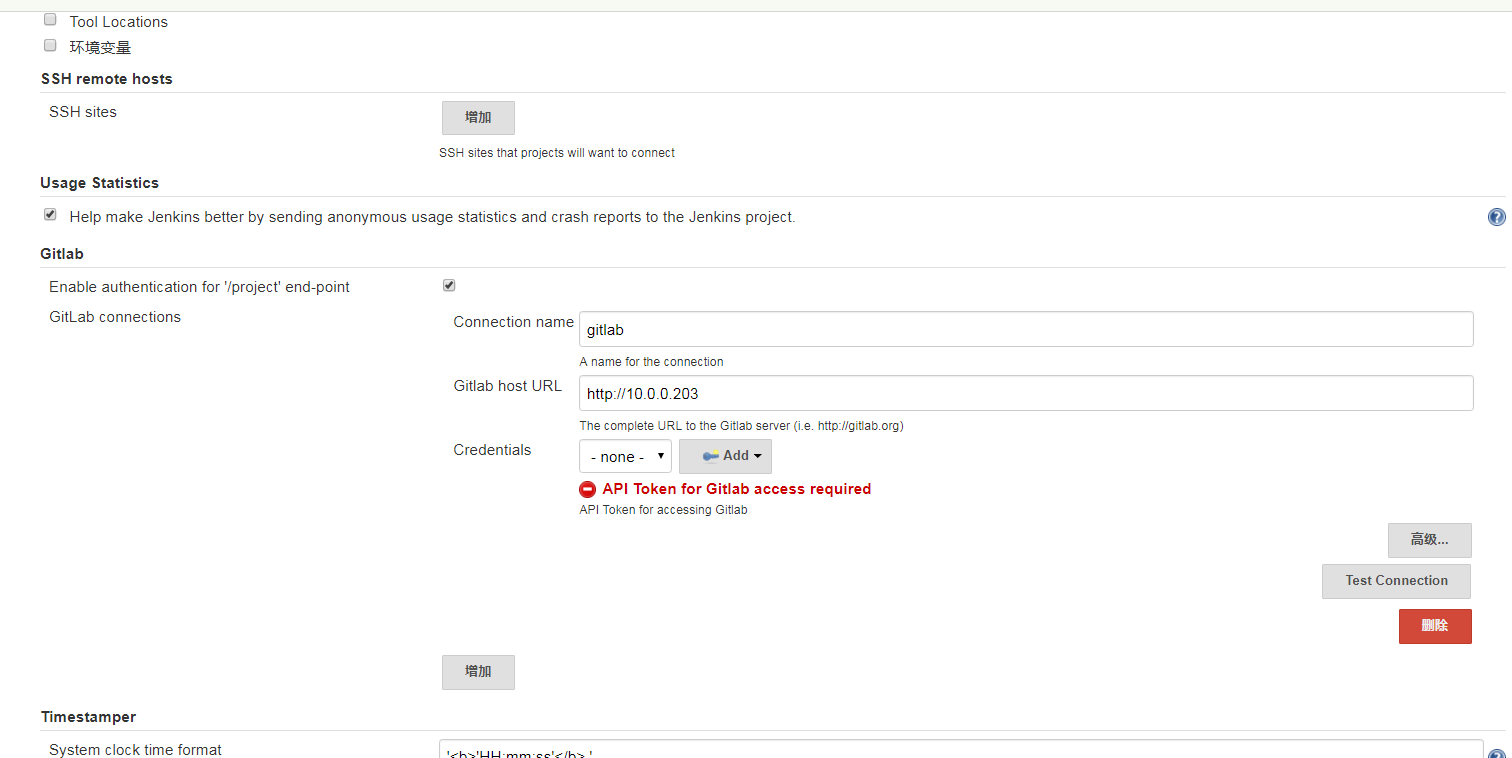 Tool Locations
环境变量
SSH remote hosts
SSH sites
增加
SSH sites that projects will want to connect
Usage Statistics
Help make Jenkins better by sending anonymous usage statistics and crash reports to the Jenkins project.
Gitlab
Enable authentication for '/project' end-point
GitLab connections
Connection name
gitlab
A name for the connection
Gitlab host URL
http://10.0.0.203
The complete URL to the Gitlab server (i.e. http://gitlab.org)
Credentials
- none -
Add
API Token for Gitlab access required
API Token for accessing Gitlab
高级...
Test Connection
删除
增加
Timestamper
System clock time format
'<b>'HH:mm:ss'</b> '